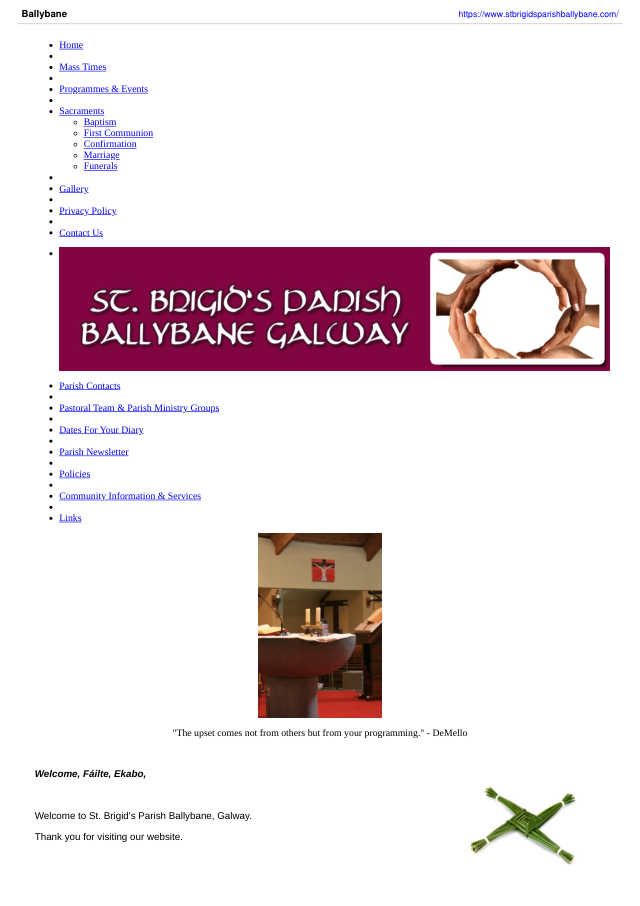 Ballybane https://www.stbrigidsparishballybane.com/
Home
Mass Times
Programmes & Events
Sacraments
Baptism
First Communion
Confirmation
Marriage
Funerals
Gallery
Privacy Policy
Contact Us
ST. BRIGID'S PARISH
BALLYBANE GALWAY
Parish Contacts
Pastoral Team & Parish Ministry Groups
Dates For Your Diary
Parish Newsletter
Policies
Community Information & Services
Links
"The upset comes not from others but from your programming." - DeMello
Welcome, Fáilte, Ekabo,
Welcome to St. Brigid's Parish Ballybane, Galway.
Thank you for visiting our website.